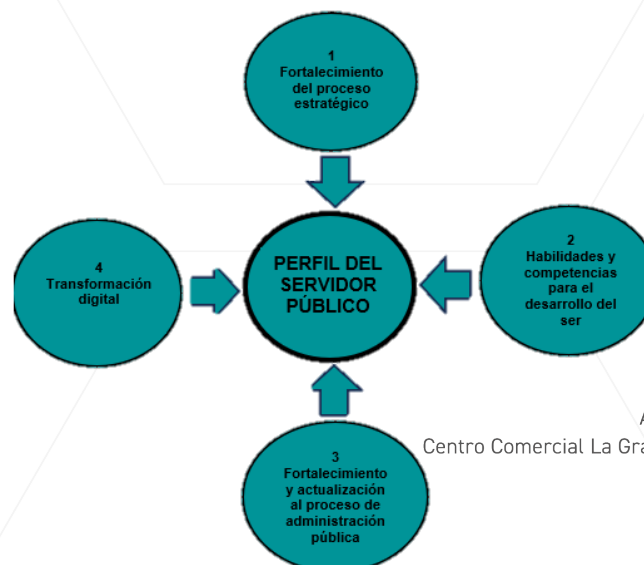 1
Fortalecimiento
del proceso
estratégico
2
Habilidades y
competencias
para el
desarrollo del
ser
PERFIL DEL
SERVIDOR
PÚBLICO
4
Transformación
digital
3
Fortalecimiento
y actualización
al proceso de
administración
pública
Centro Comercial La